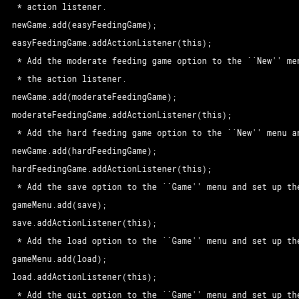 * action listener.
newGame.add(easyFeedingGame);
easyFeedingGame.addActionListener(this);
* Add the moderate feeding game option to the ``New'' men
* the action listener.
newGame.add(moderateFeedingGame);
moderateFeedingGame.addActionListener(this);
* Add the hard feeding game option to the ``New'' menu an
newGame.add(hardFeedingGame);
hardFeedingGame.addActionListener(this);
* Add the save option to the ``Game'' menu and set up the
gameMenu.add(save);
save.addActionListener(this);
* Add the load option to the ``Game'' menu and set up the
gameMenu.add(load);
load.addActionListener(this);
* Add the quit option to the ``Game'' menu and set up the